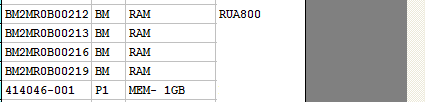 BM2MR0B00212 BM RAM RUA800
BM2MR0B00213 BM RAM
BM2MR0B00216 BM RAM
BM2MR0B00219 BM RAM
414046-001 P1 MEM- 1GB